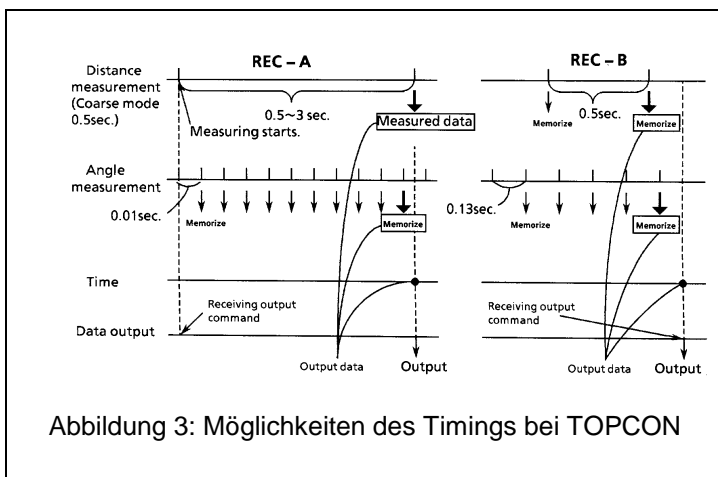 REC – A
REC – B
Distance
measurement
(Coarse mode
0.5sec.)
0.5~3 sec.
Measuring starts.
Measured data
0.5sec.
Memorize
Memorize
Angle
measurement
0.01sec.
Memorize
Memorize
0.13sec.
Memorize
Time
Receiving output
command
Receiving output
command
Data output
Output data
Output
Output data
Output
Abbildung 3: Möglichkeiten des Timings bei TOPCON